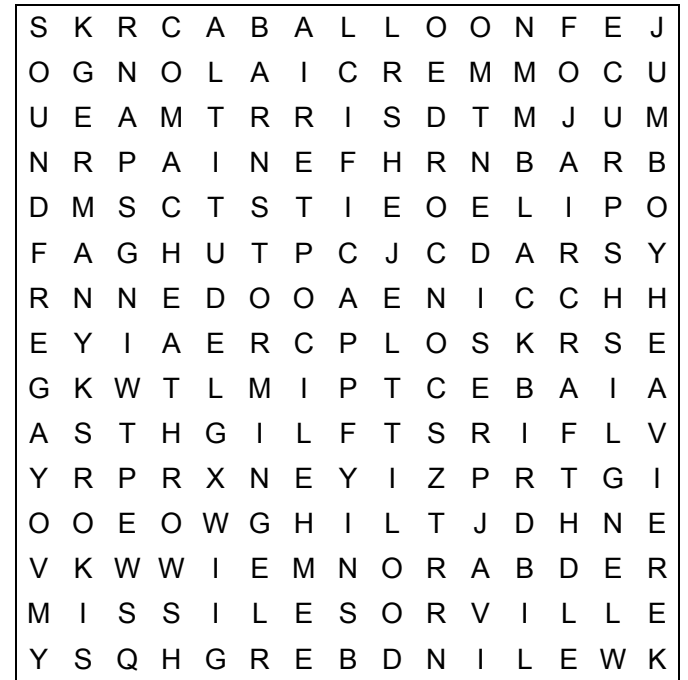 S K R C A B A L L O O N F E J
O G N O L A I C R E M M O C U
U E A M T R R I S D T M J U M
N R P A I N E F H R N B A R B
D M S C T S T I E O E L I P O
F A G H U T P C J C D A R S Y
R N N E D O O A E N I C C H H
E Y I A E R C P L O S K R S E
G K W T L M I P T C E B A I A
A S T H G I L F T S R I F L V
Y R P R X N E Y I Z P R T G I
O O E O W G H I L T J D H N E
V K W W I E M N O R A B D E R
M I S S I L E S O R V I L L E
Y S Q H G R E B D N I L E W K